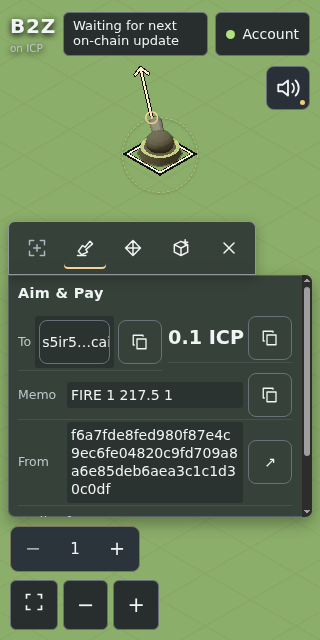 B2Z
on ICP
Waiting for next
on-chain update
Account
Aim & Pay
To
s5ir5...cai
0.1 ICP
Memo
FIRE 1 217.5 1
From
f6a7fde8fed980f87e4c
9ec6fe04820c9fd709a8
a6e85deb6aea3c1c1d3
0c0df
1